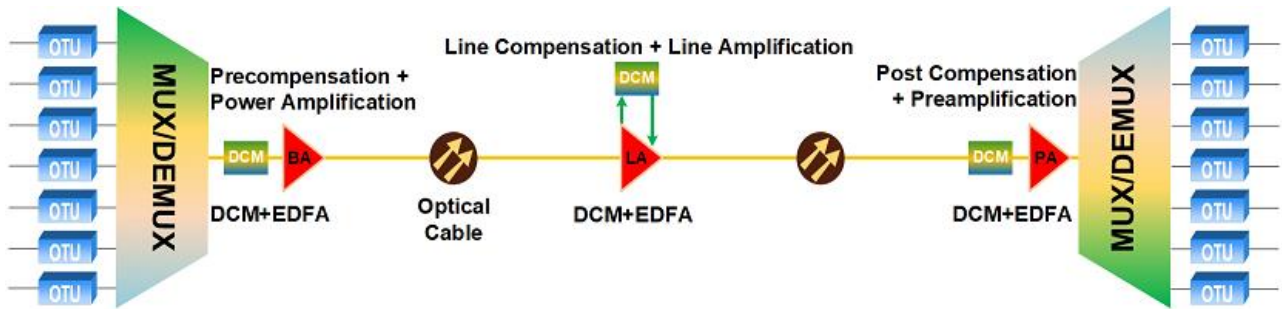 OTU
OTU
OTU
OTU
OTU
OTU
OTU
MUX/DEMUX
Precompensation +
Power Amplification
DCM
BA
DCM+EDFA
Optical
Cable
Line Compensation + Line Amplification
DCM
LA
DCM+EDFA
Post Compensation
+ Preamplification
DCM
PA
DCM+EDFA
MUX/DEMUX
OTU
OTU
OTU
OTU
OTU
OTU
OTU